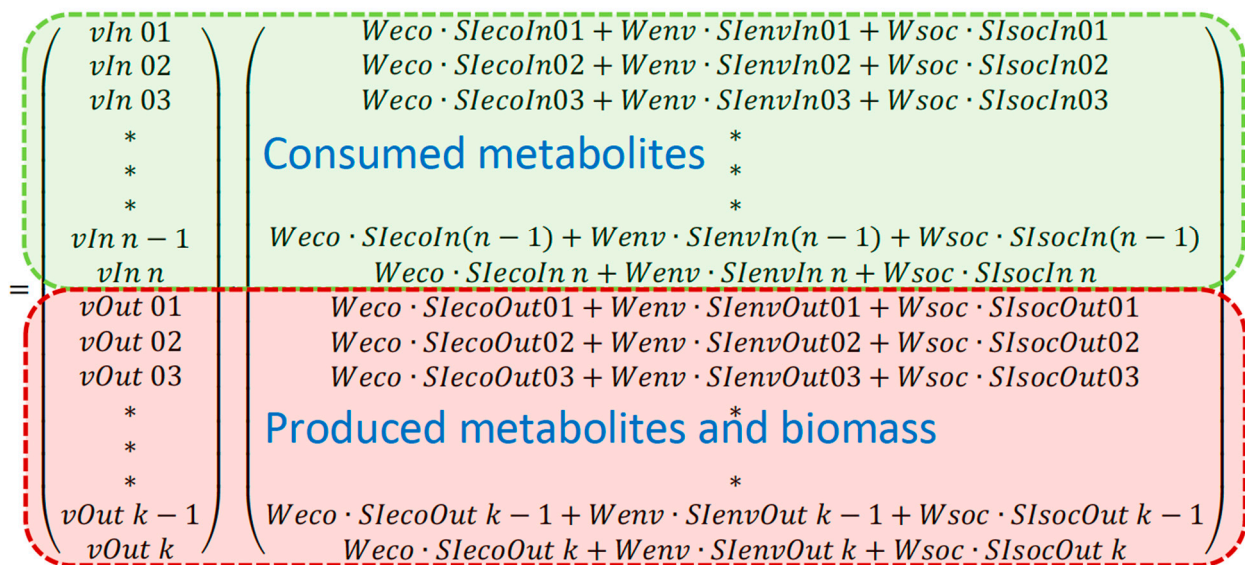 vIn 01 Weco · SIecoIn01 + Wenv · SIenvIn01 + Wsoc · SIsocIn01
vIn 02 Weco · SIecoIn02 + Wenv · SIenvIn02 + Wsoc · SIsocIn02
vIn 03 Weco · SIecoIn03 + Wenv · SIenvIn03 + Wsoc · SIsocIn03
* *
Consumed metabolites
* *
* *
vIn n − 1 Weco · SIecoIn(n − 1) + Wenv · SIenvIn(n − 1) + Wsoc · SIsocIn(n − 1)
vIn n Weco · SIecoIn n + Wenv · SIenvIn n + Wsoc · SIsocIn n
= ·
vOut 01 Weco · SIecoOut01 + Wenv · SIenvOut01 + Wsoc · SIsocOut01
vOut 02 Weco · SIecoOut02 + Wenv · SIenvOut02 + Wsoc · SIsocOut02
vOut 03 Weco · SIecoOut03 + Wenv · SIenvOut03 + Wsoc · SIsocOut03
* *
Produced metabolites and biomass
*
* *
vOut k − 1 Weco · SIecoOut k − 1 + Wenv · SIenvOut k − 1 + Wsoc · SIsocOut k − 1
vOut k Weco · SIecoOut k + Wenv · SIenvOut k + Wsoc · SIsocOut k